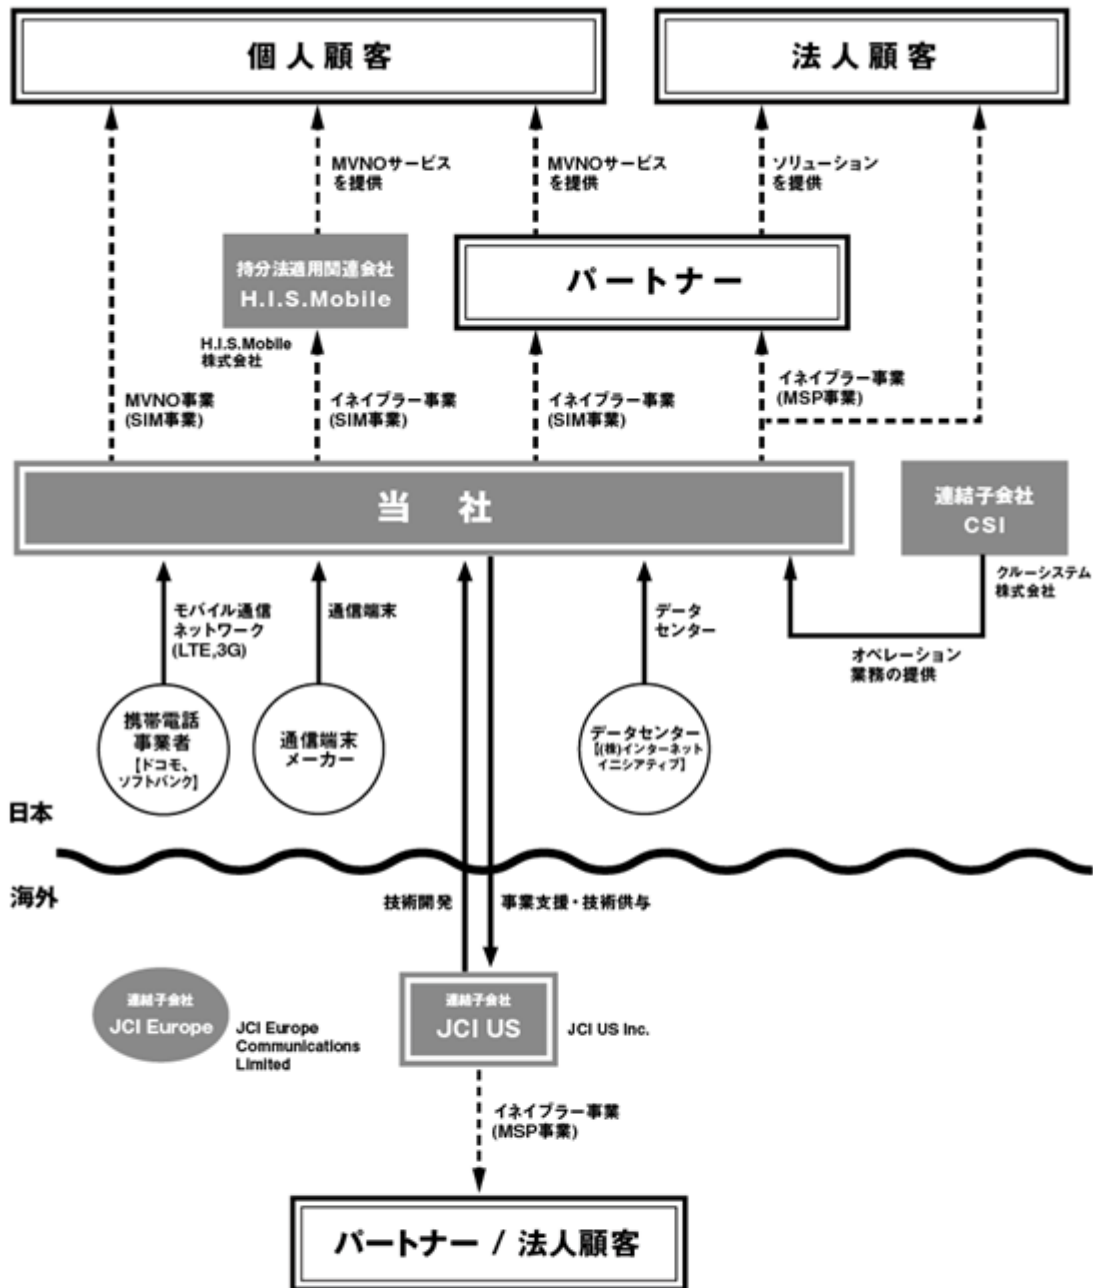 個人顧客
法人顧客
MVNOサービス
を提供
MVNOサービス
を提供
ソリューション
を提供
持分法適用関連会社
H.I.S.Mobile
パートナー
H.I.S.Mobile
株式会社
MVNO事業
(SIM事業)
イネイブラー事業
(SIM事業)
イネイブラー事業
(SIM事業)
イネイブラー事業
(MSP事業)
当社
連結子会社
CSI
クルーシステム
株式会社
モバイル通信
ネットワーク
(LTE,3G)
通信端末
データ
センター
オペレーション
業務の提供
携帯電話
事業者
【ドコモ、
ソフトバンク】
通信端末
メーカー
データセンター
【(株)インターネット
イニシアティブ】
日本
海外
技術開発
事業支援・技術供与
連結子会社
JCI Europe
JCI Europe
Communications
Limited
連結子会社
JCI US
JCI US Inc.
イネイブラー事業
(MSP事業)
パートナー / 法人顧客